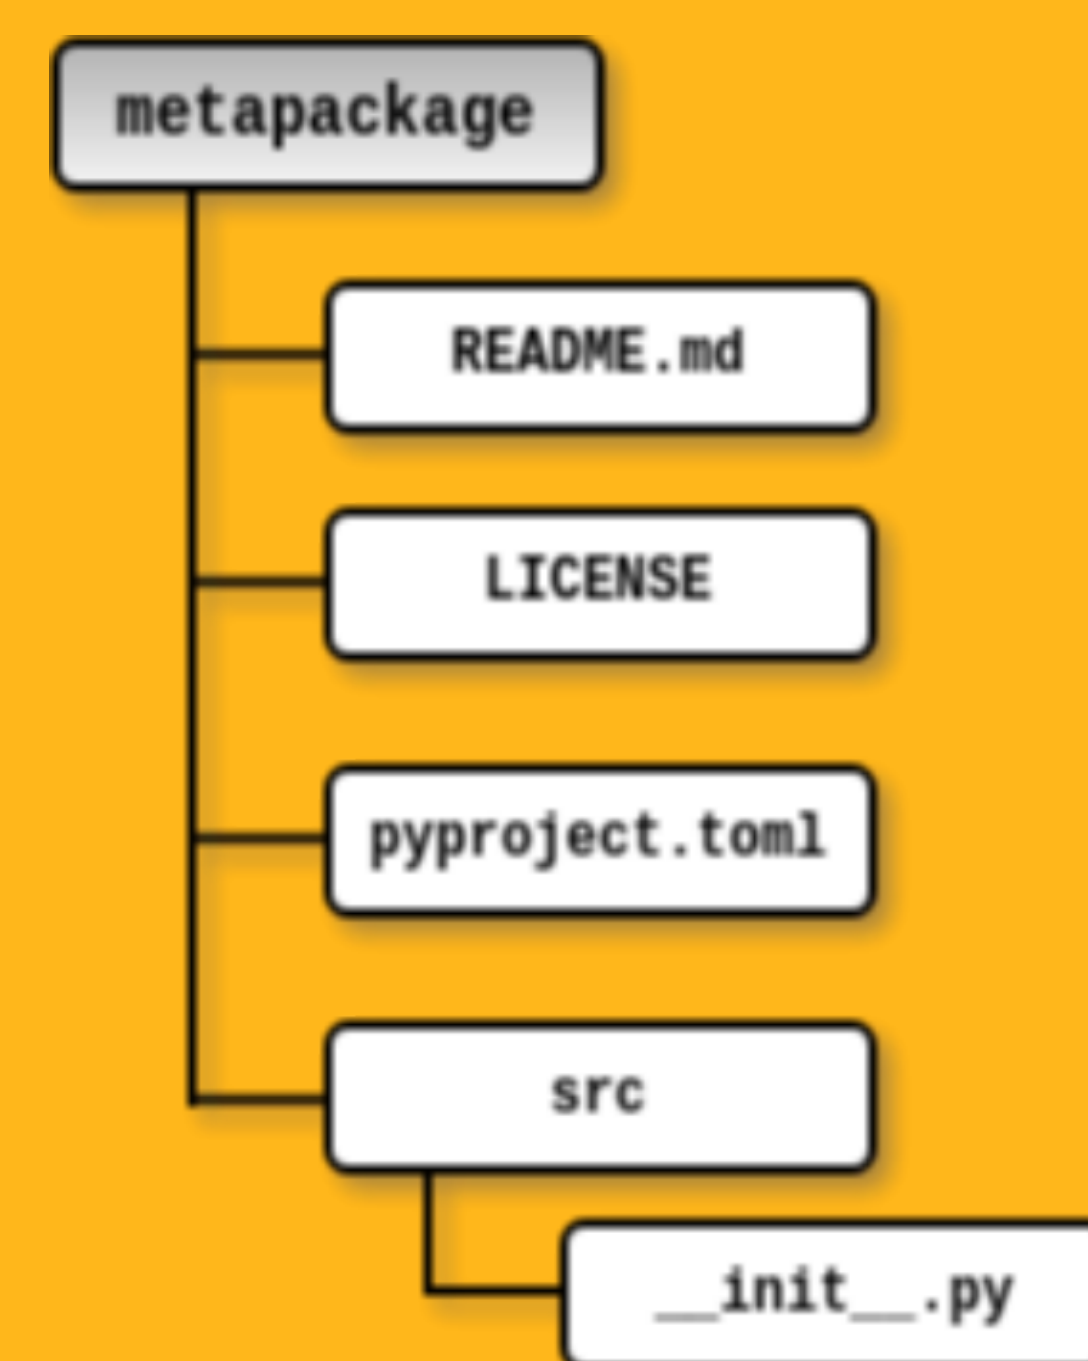 metapackage
README.md
LICENSE
pyproject.toml
src
__init__.py